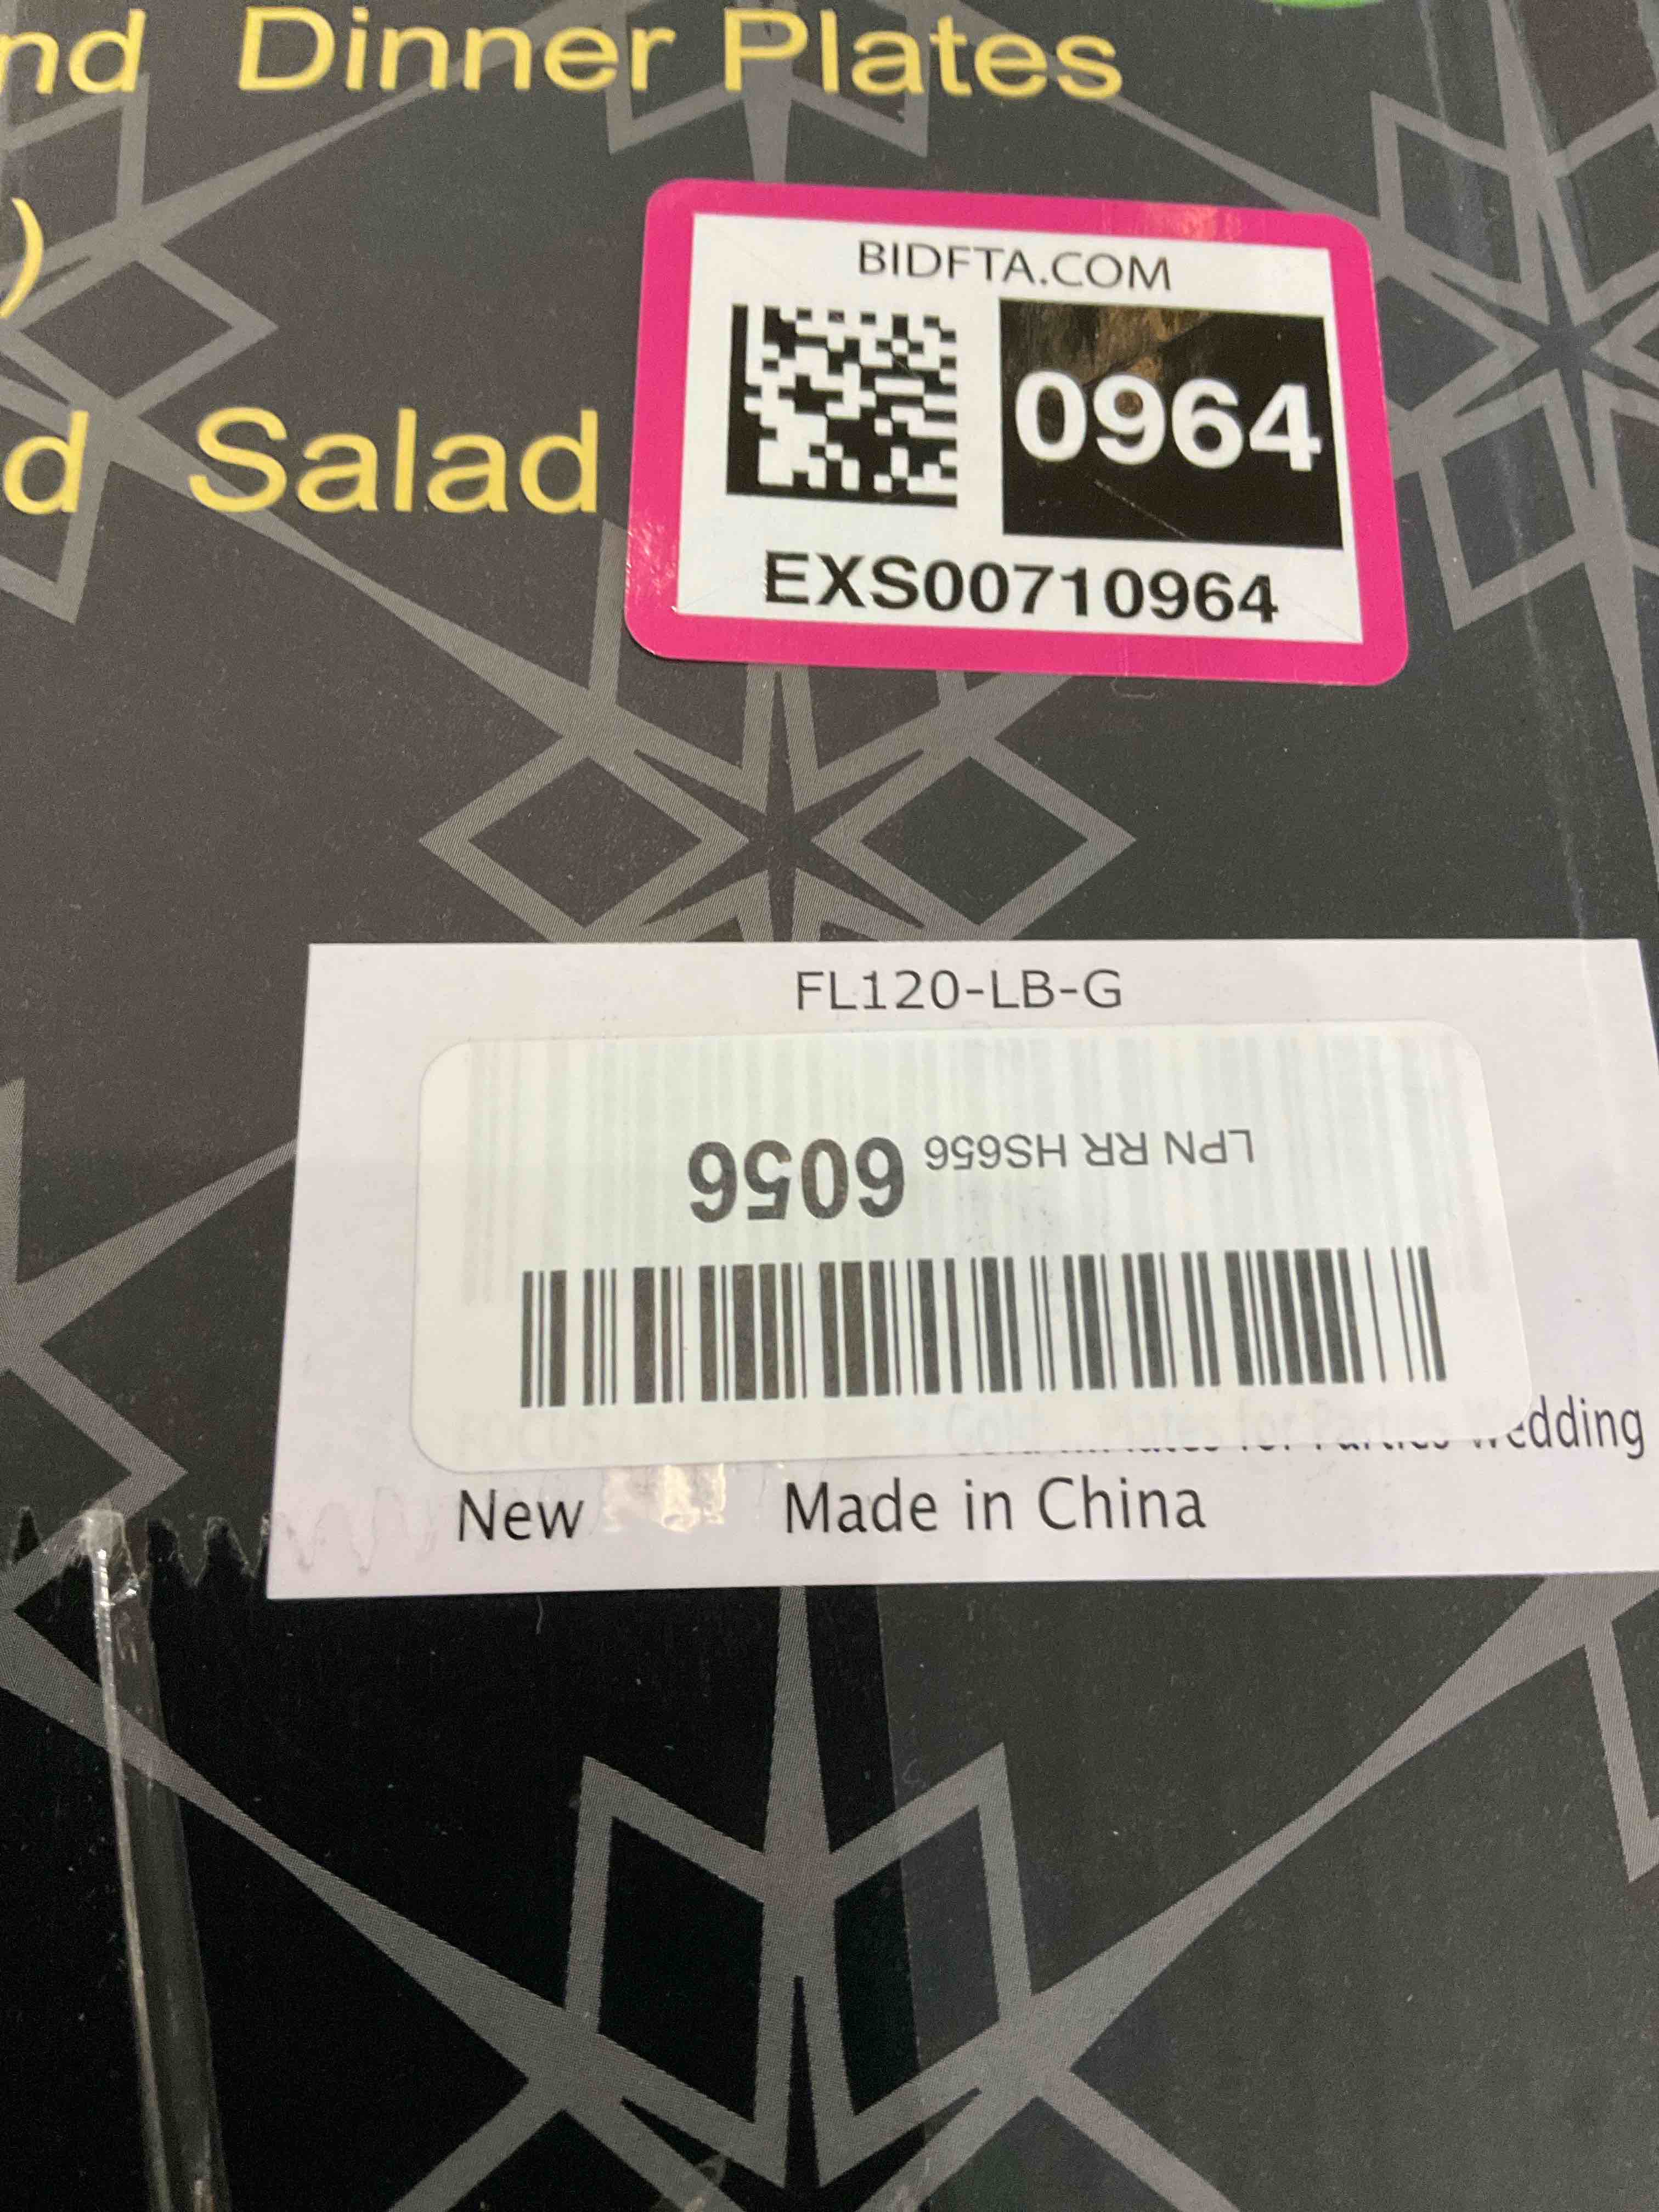 nd Dinner Plates
)
d Salad
BIDFTA.COM
0964
EXS00710964
FL120-LB-G
LPN RR HS656 6056
Gold Plates for Parties Wedding
New
Made in China